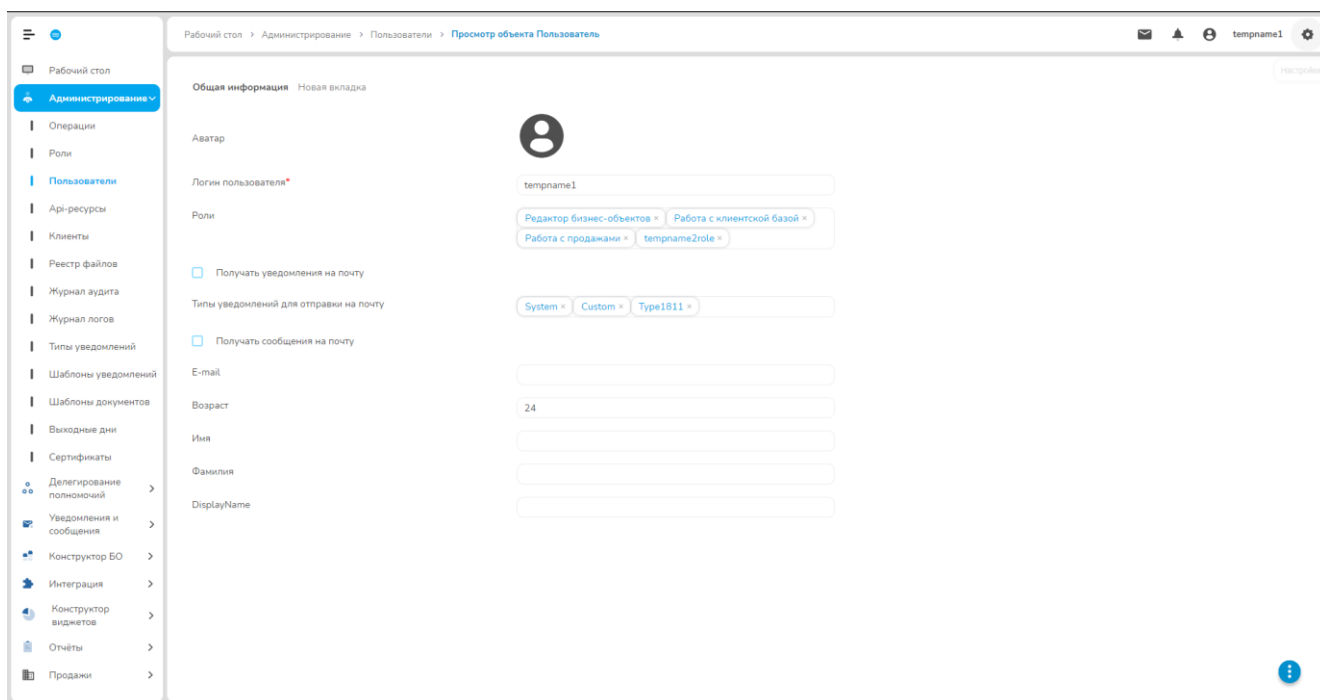 Рабочий стол > Администрирование > Пользователи > Просмотр объекта Пользователь
tempname1
Настройки
Рабочий стол
Администрирование
Операции
Роли
Пользователи
Api-ресурсы
Клиенты
Реестр файлов
Журнал аудита
Журнал логов
Типы уведомлений
Шаблоны уведомлений
Шаблоны документов
Выходные дни
Сертификаты
Делегирование
полномочий
Уведомления и
сообщения
Конструктор БО
Интеграция
Конструктор
виджетов
Отчёты
Продажи
Общая информация Новая вкладка
Аватар
Логин пользователя* tempname1
Роли Редактор бизнес-объектов × Работа с клиентской базой ×
Работа с продажами × tempname2role ×
Получать уведомления на почту
Типы уведомлений для отправки на почту System × Custom × Type1811 ×
Получать сообщения на почту
E-mail
Возраст 24
Имя
Фамилия
DisplayName